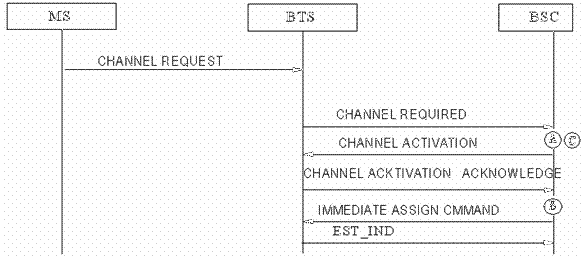 MS BTS BSC
CHANNEL REQUEST
CHANNEL REQUIRED
A C
CHANNEL ACTIVATION
CHANNEL ACKTIVATION ACKNOWLEDGE
B
IMMEDIATE ASSIGN CMMAND
EST_IND